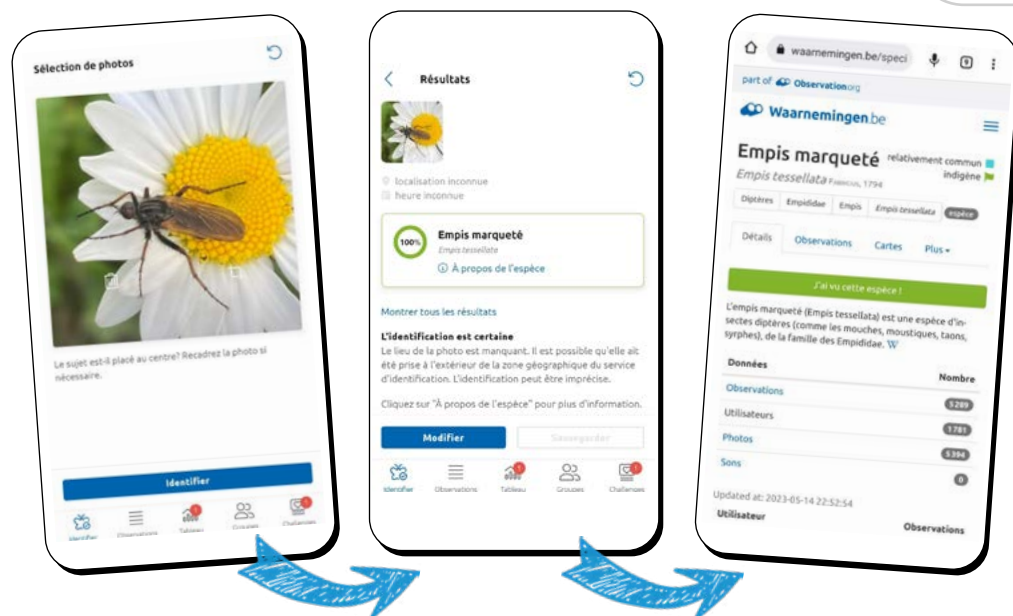 Sélection de photos
Le sujet est-il placé au centre? Recadrez la photo si
nécessaire.
Identifier
Identifier
Observations
Tableau
1
Groupes
Challenges
1
Résultats
localisation inconnue
heure inconnue
100%
Empis marqueté
Empis tessellata
À propos de l'espèce
Montrer tous les résultats
L'identification est certaine
Le lieu de la photo est manquant. Il est possible qu'elle ait
été prise à l'extérieur de la zone géographique du service
d'identification. L'identification peut être imprécise.
Cliquez sur "À propos de l'espèce" pour plus d'information.
Modifier
Sauvegarder
Identifier
Observations
Tableau
1
Groupes
Challenges
1
waarnemingen.be/speci
9
part of Observation.org
Waarnemingen.be
Empis marqueté
relativement commun
indigène
Empis tessellata Fabricius, 1794
Diptères
Empididae
Empis
Empis tessellata
espèce
Détails
Observations
Cartes
Plus
J'ai vu cette espèce !
L'empis marqueté (Empis tessellata) est une espèce d'in-
sectes diptères (comme les mouches, moustiques, taons,
syrphes), de la famille des Empididae. W
Données
Nombre
Observations
5289
Utilisateurs
1781
Photos
5394
Sons
0
Updated at: 2023-05-14 22:52:54
Utilisateur
Observations